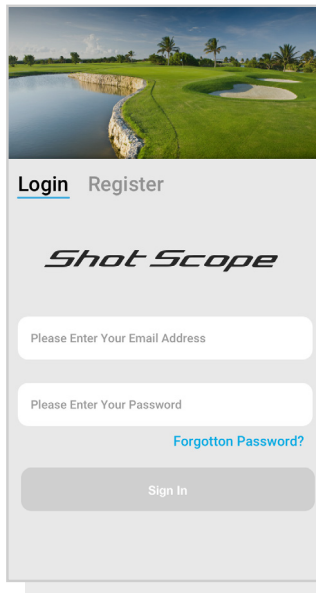 Login Register
Shot Scope
Please Enter Your Email Address
Please Enter Your Password
Forgotton Password?
Sign In